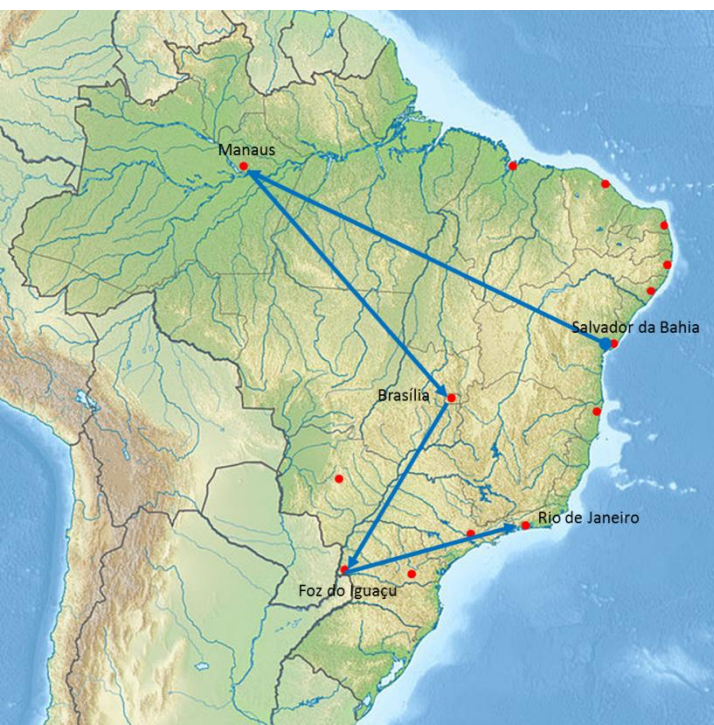 Manaus
Salvador da Bahia
Brasília
Rio de Janeiro
Foz do Iguaçu